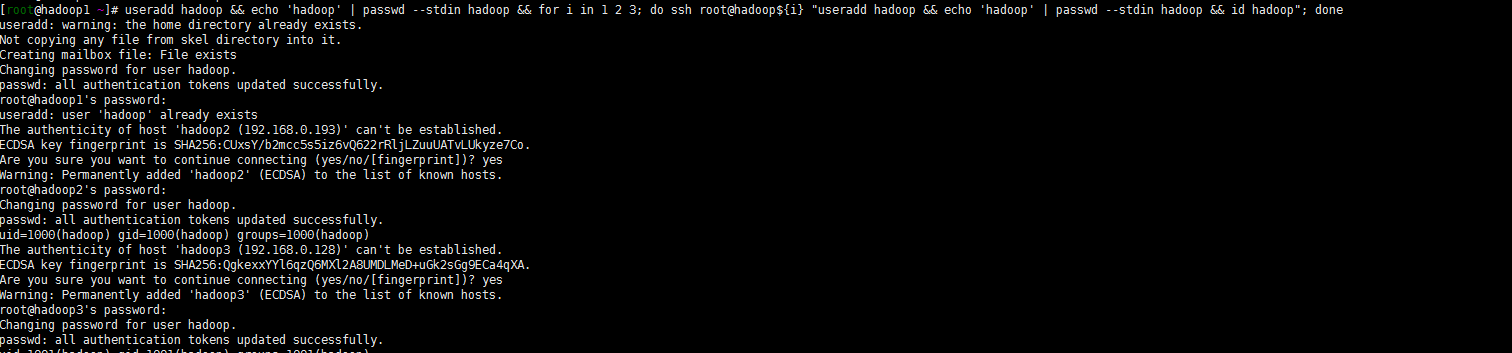 [root@hadoop1 ~]# useradd hadoop && echo 'hadoop' | passwd --stdin hadoop && for i in 1 2 3; do ssh root@hadoop${i} "useradd hadoop && echo 'hadoop' | passwd --stdin hadoop && id hadoop"; done
useradd: warning: the home directory already exists.
Not copying any file from skel directory into it.
Creating mailbox file: File exists
Changing password for user hadoop.
passwd: all authentication tokens updated successfully.
root@hadoop1's password:
useradd: user 'hadoop' already exists
The authenticity of host 'hadoop2 (192.168.0.193)' can't be established.
ECDSA key fingerprint is SHA256:CUxsY/b2mcc5s5iz6vQ622rRljLZuuUATvLUkyze7Co.
Are you sure you want to continue connecting (yes/no/[fingerprint])? yes
Warning: Permanently added 'hadoop2' (ECDSA) to the list of known hosts.
root@hadoop2's password:
Changing password for user hadoop.
passwd: all authentication tokens updated successfully.
uid=1000(hadoop) gid=1000(hadoop) groups=1000(hadoop)
The authenticity of host 'hadoop3 (192.168.0.128)' can't be established.
ECDSA key fingerprint is SHA256:QgkexxYYl6qzQ6MXl2A8UMDLMeD+uGk2sGg9ECa4qXA.
Are you sure you want to continue connecting (yes/no/[fingerprint])? yes
Warning: Permanently added 'hadoop3' (ECDSA) to the list of known hosts.
root@hadoop3's password:
Changing password for user hadoop.
passwd: all authentication tokens updated successfully.
uid=1001(hadoop) gid=1001(hadoop) groups=1001(hadoop)